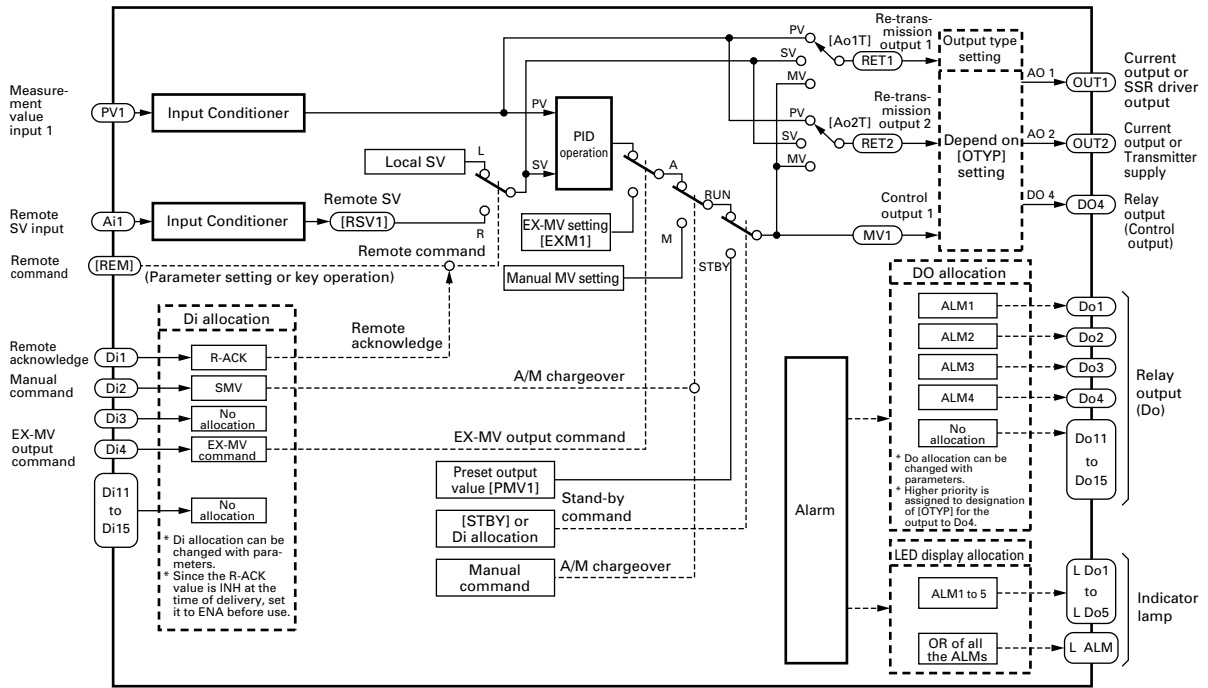 Measure-
ment
value
input 1
PV1
Input Conditioner
PV
PID
operation
Local SV
L
SV
Remote
SV input
Ai1
Input Conditioner
Remote SV
[RSV1]
R
Remote
command
[REM]
(Parameter setting or key operation)
Remote command
EX-MV setting
[EXM1]
Manual MV setting
A
M
RUN
STBY
PV
SV
MV
[Ao1T]
Re-trans-
mission
output 1
RET1
PV
SV
MV
[Ao2T]
Re-trans-
mission
output 2
RET2
Control
output 1
MV1
Output type
setting
Depend on
[OTYP]
setting
AO 1
OUT1
Current
output or
SSR driver
output
AO 2
OUT2
Current
output or
Transmitter
supply
DO 4
DO4
Relay
output
(Control
output)
Di allocation
Remote
acknowledge
Di1
R-ACK
Remote
acknowledge
Manual
command
Di2
SMV
A/M chargeover
Di3
No
allocation
EX-MV
output
command
Di4
EX-MV
command
EX-MV output command
Di11
to
Di15
No
allocation
* Di allocation can be
changed with para-
meters.
* Since the R-ACK
value is INH at the
time of delivery, set
it to ENA before use.
Preset output
value [PMV1]
[STBY] or
Di allocation
Stand-by
command
Manual
command
A/M chargeover
Alarm
DO allocation
ALM1
Do1
ALM2
Do2
ALM3
Do3
ALM4
Do4
No
allocation
Do11
to
Do15
Relay
output
(Do)
* Do allocation can be
changed with
parameters.
* Higher priority is
assigned to designation
of [OTYP] for the
output to Do4.
LED display allocation
ALM1 to 5
L Do1
to
L Do5
OR of all
the ALMs
L ALM
Indicator
lamp